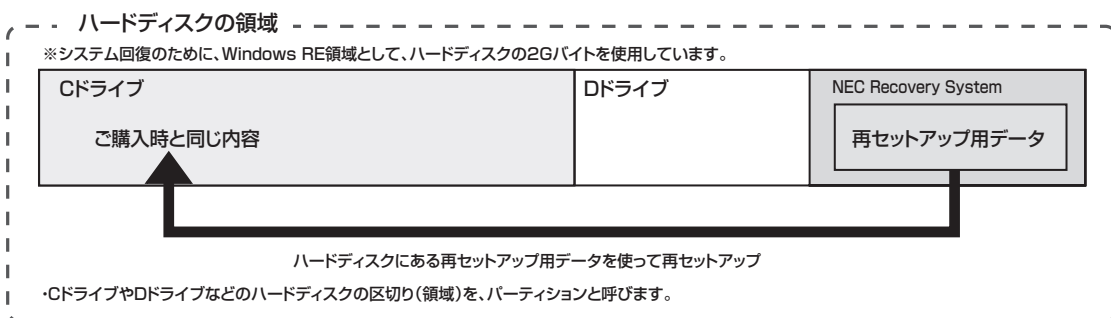 ハードディスクの領域
※システム回復のために、Windows RE領域として、ハードディスクの2Gバイトを使用しています。
Cドライブ
Dドライブ
NEC Recovery System
ご購入時と同じ内容
再セットアップ用データ
ハードディスクにある再セットアップ用データを使って再セットアップ
・CドライブやDドライブなどのハードディスクの区切り(領域)を、パーティションと呼びます。